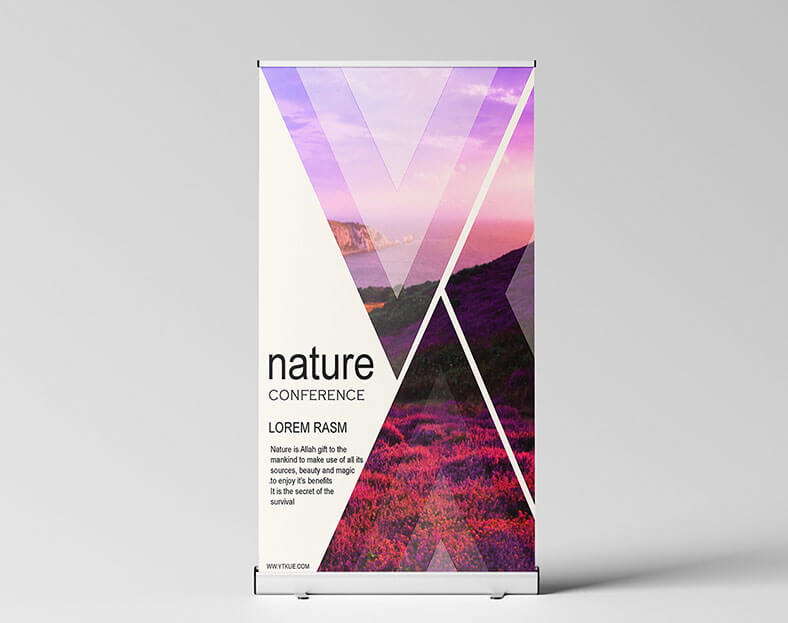 nature
CONFERENCE
LOREM RASM
Nature is Allah gift to the
mankind to make use of all its
sources, beauty and magic
.to enjoy it's benefits
It is the secret of the
survival
WW.YTKUE.COM